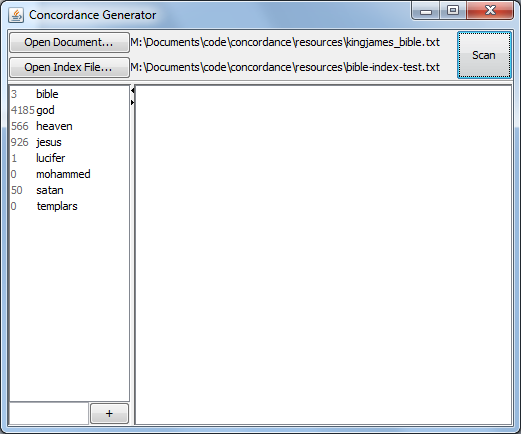 Concordance Generator
Open Document... M:\Documents\code\concordance\resources\kingjames_bible.txt
Scan
Open Index File... M:\Documents\code\concordance\resources\bible-index-test.txt
3 bible
4185 god
566 heaven
926 jesus
1 lucifer
0 mohammed
50 satan
0 templars
+